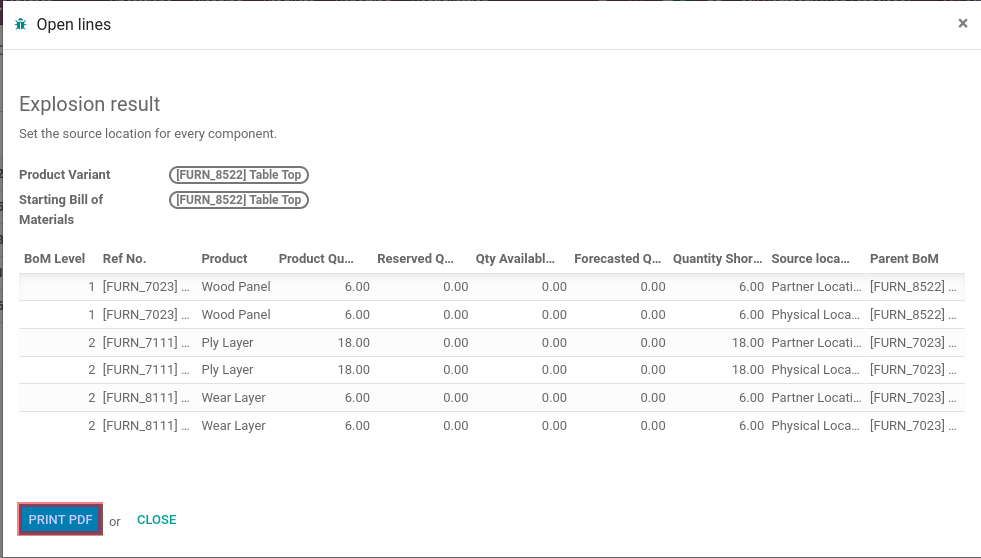 Open lines ×
Explosion result
Set the source location for every component.
Product Variant [FURN_8522] Table Top
Starting Bill of Materials [FURN_8522] Table Top
BoM Level Ref No. Product Product Qu... Reserved Q... Qty Availabl... Forecasted Q... Quantity Shor... Source loca... Parent BoM
1 [FURN_7023] ... Wood Panel 6.00 0.00 0.00 0.00 6.00 Partner Locati... [FURN_8522] ...
1 [FURN_7023] ... Wood Panel 6.00 0.00 0.00 0.00 6.00 Physical Loca... [FURN_8522] ...
2 [FURN_7111] ... Ply Layer 18.00 0.00 0.00 0.00 18.00 Partner Locati... [FURN_7023] ...
2 [FURN_7111] ... Ply Layer 18.00 0.00 0.00 0.00 18.00 Physical Loca... [FURN_7023] ...
2 [FURN_8111] ... Wear Layer 6.00 0.00 0.00 0.00 6.00 Partner Locati... [FURN_7023] ...
2 [FURN_8111] ... Wear Layer 6.00 0.00 0.00 0.00 6.00 Physical Loca... [FURN_7023] ...
PRINT PDF or CLOSE